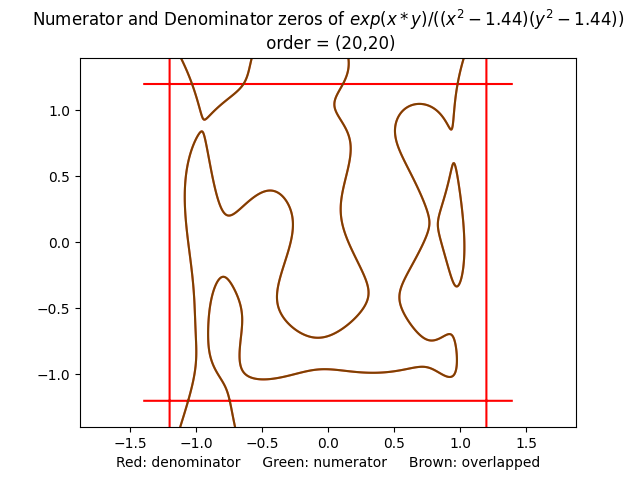 Numerator and Denominator zeros of exp(x * y)/((x² − 1.44)(y² − 1.44))
order = (20,20)
1.0
0.5
0.0
−0.5
−1.0
−1.5 −1.0 −0.5 0.0 0.5 1.0 1.5
Red: denominator Green: numerator Brown: overlapped